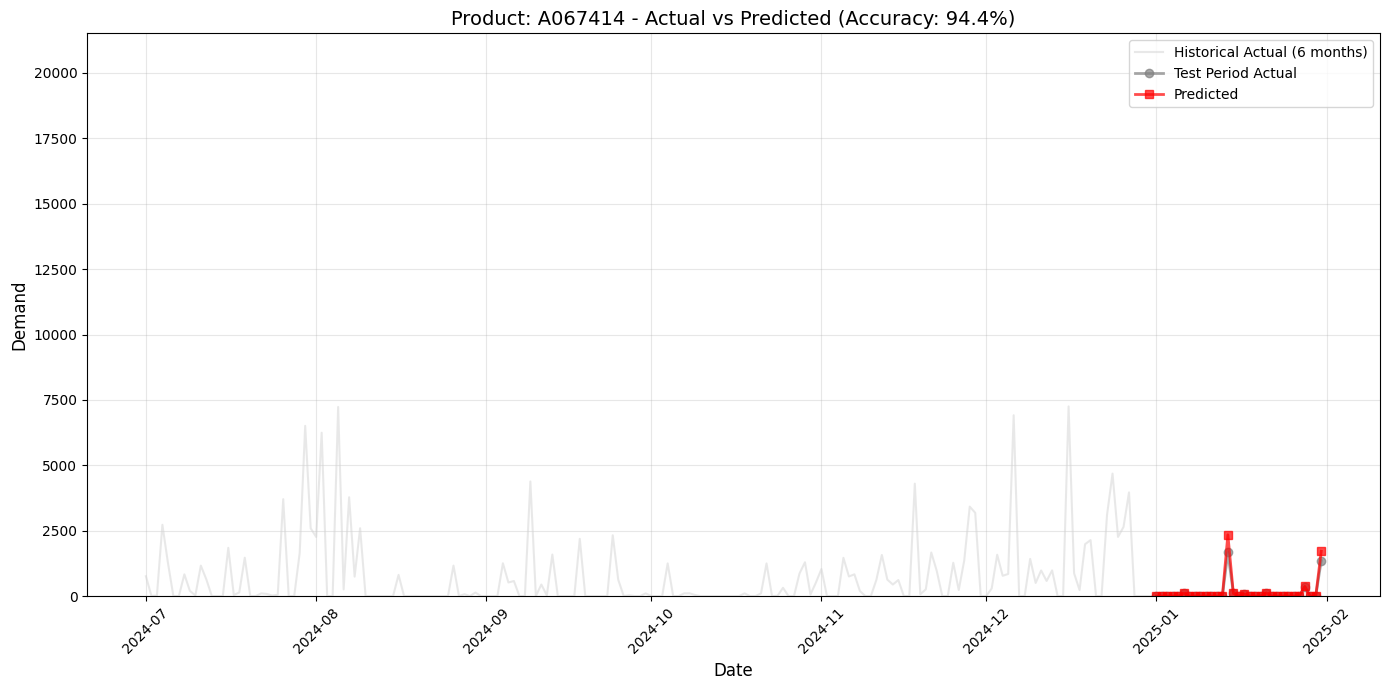 Product: A067414 - Actual vs Predicted (Accuracy: 94.4%)
Historical Actual (6 months)
Test Period Actual
Predicted
Demand
20000
17500
15000
12500
10000
7500
5000
2500
0
2024-07
2024-08
2024-09
2024-10
2024-11
2024-12
2025-01
2025-02
Date